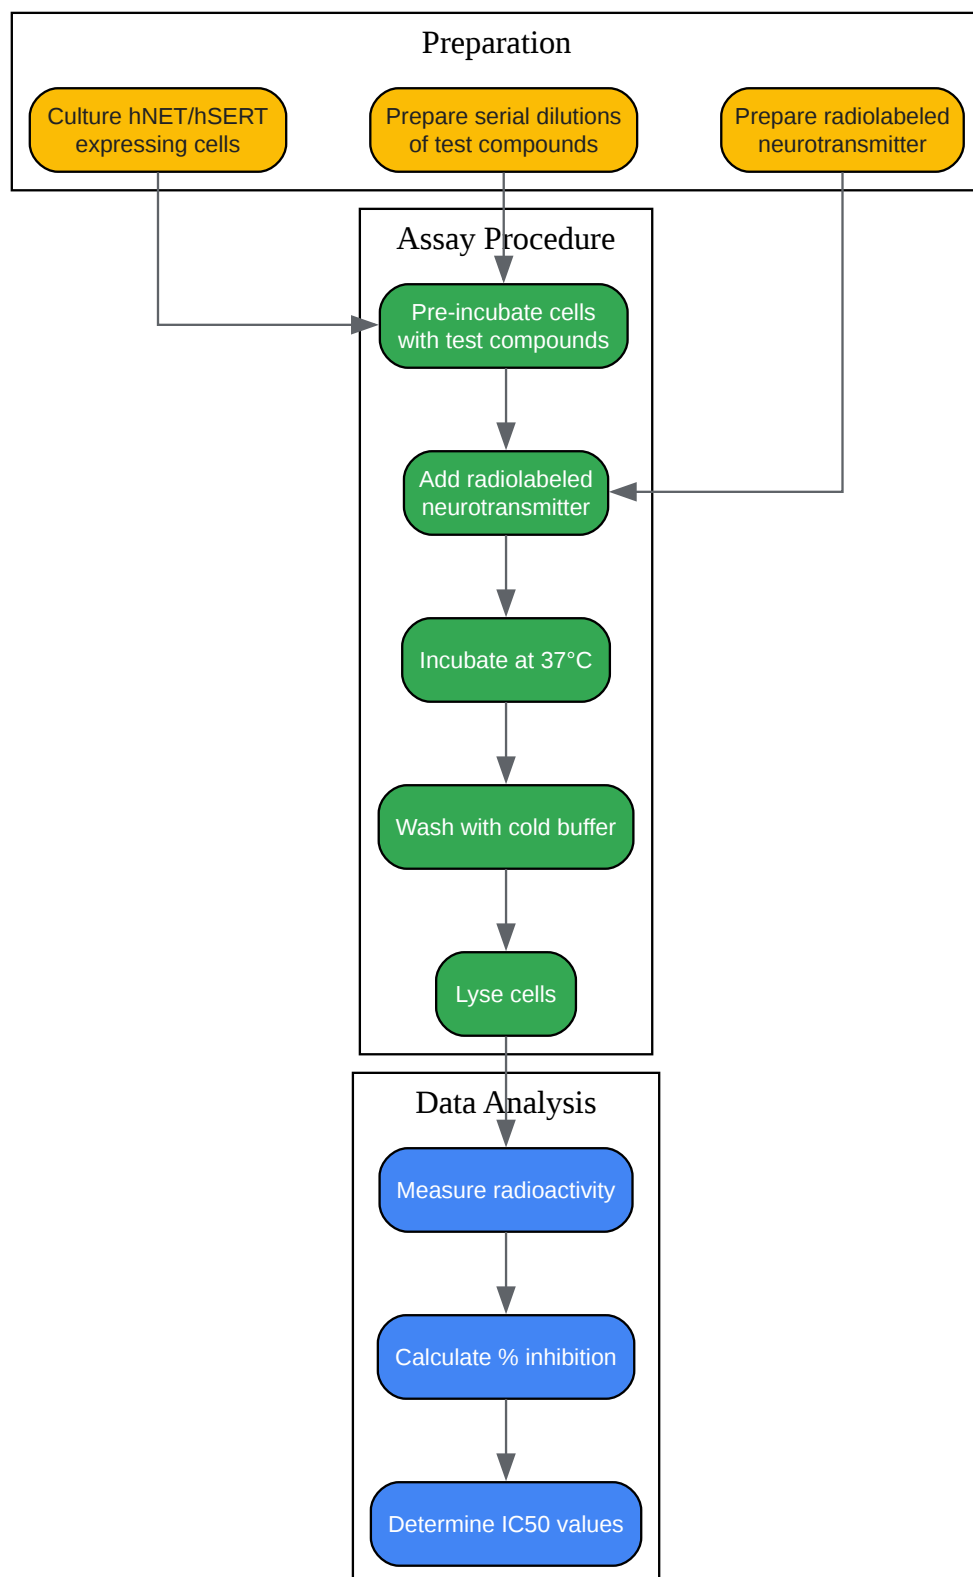 Preparation
Culture hNET/hSERT
expressing cells
Prepare serial dilutions
of test compounds
Prepare radiolabeled
neurotransmitter
Assay Procedure
Pre-incubate cells
with test compounds
Add radiolabeled
neurotransmitter
Incubate at 37°C
Wash with cold buffer
Lyse cells
Data Analysis
Measure radioactivity
Calculate % inhibition
Determine IC50 values